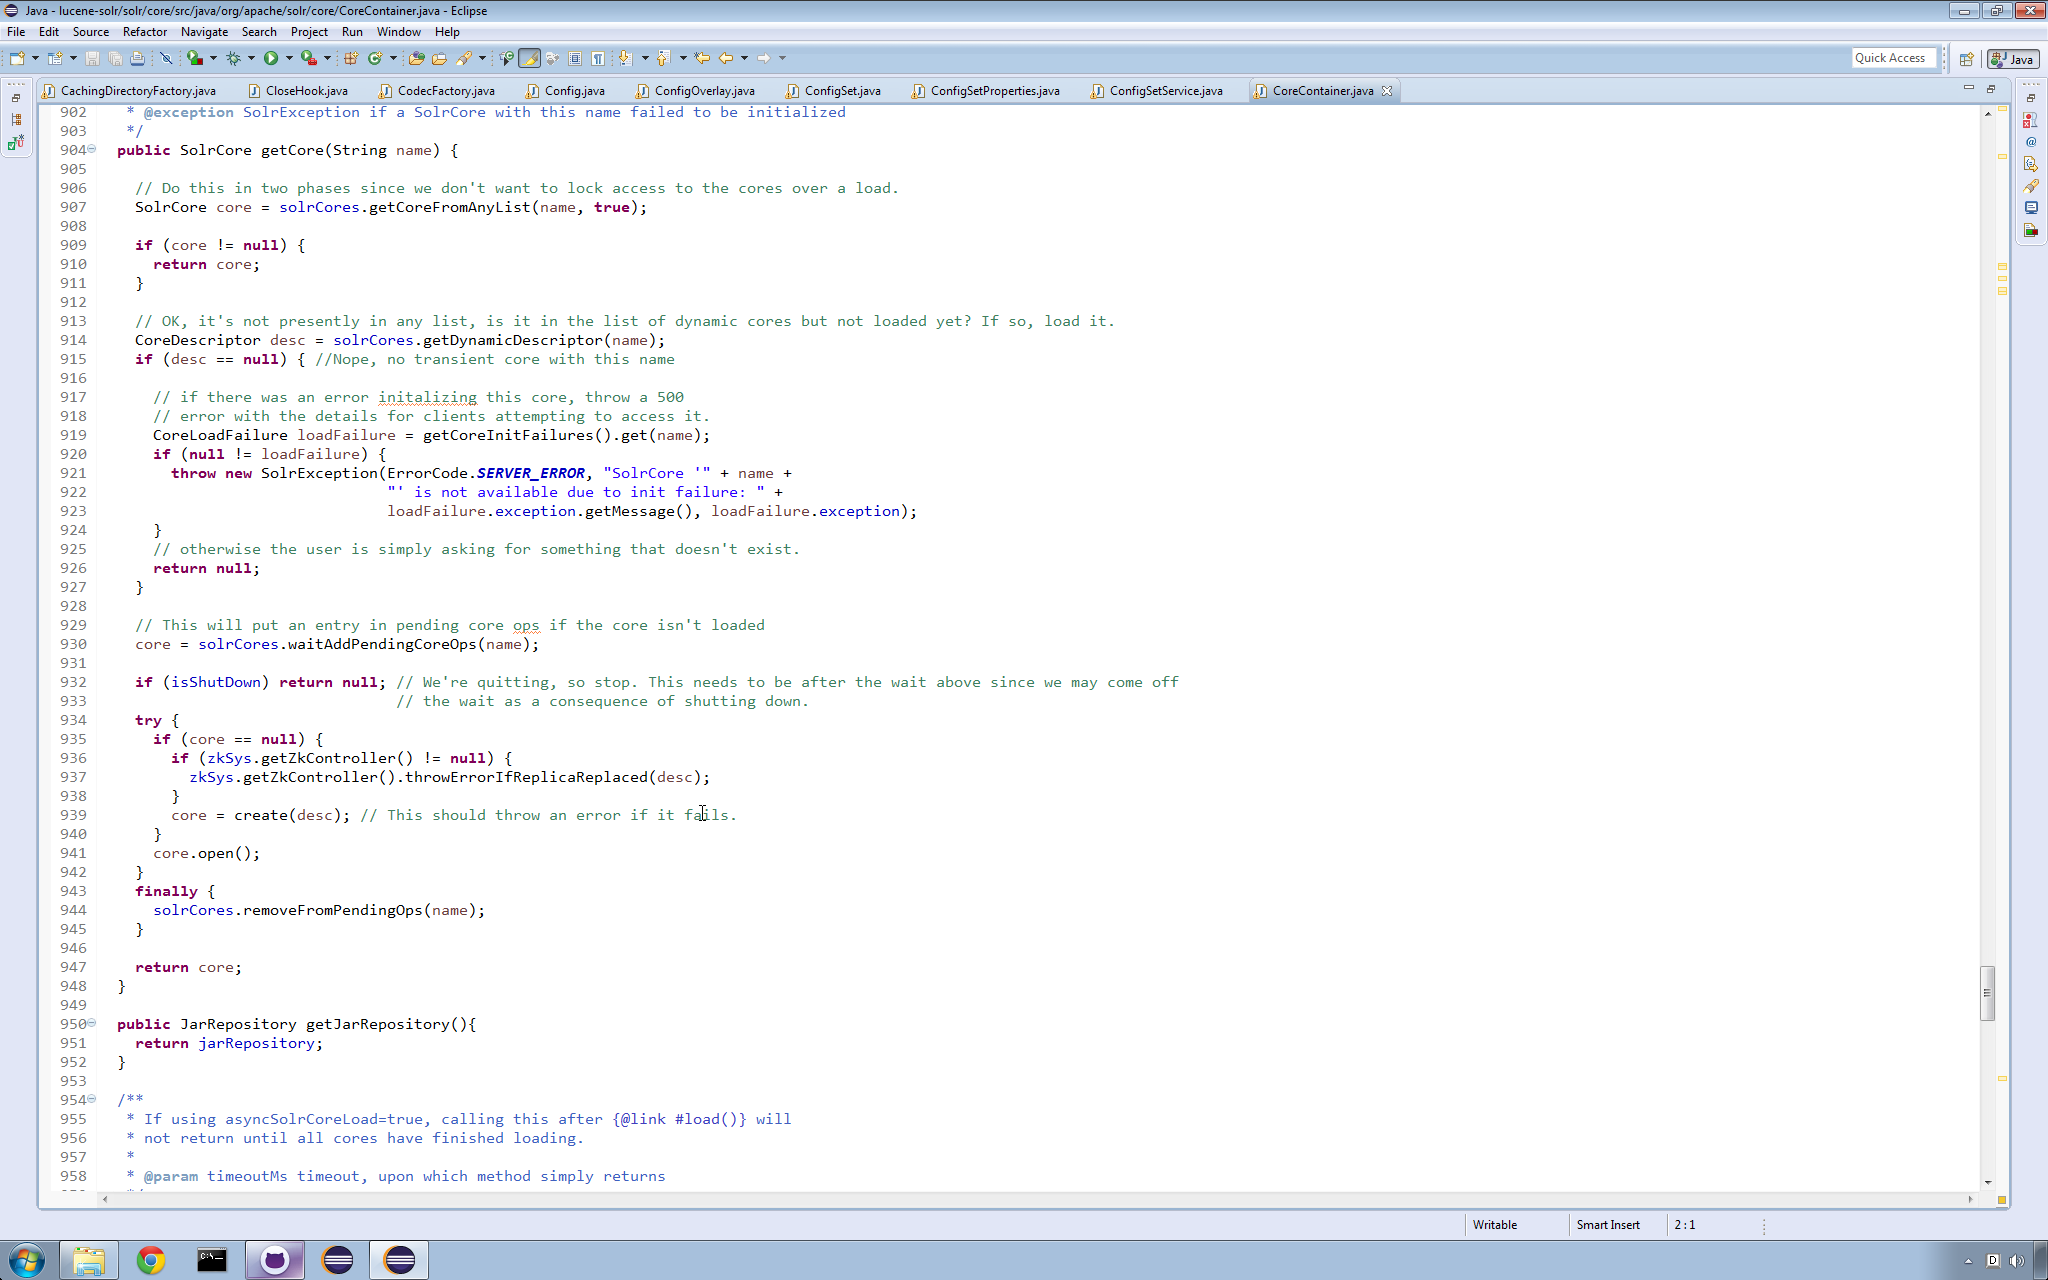 Java - lucene-solr/solr/core/src/java/org/apache/solr/core/CoreContainer.java - Eclipse
File Edit Source Refactor Navigate Search Project Run Window Help
Quick Access Java
CachingDirectoryFactory.java CloseHook.java CodecFactory.java Config.java ConfigOverlay.java ConfigSet.java ConfigSetProperties.java ConfigSetService.java CoreContainer.java
902 * @exception SolrException if a SolrCore with this name failed to be initialized
903 */
904 public SolrCore getCore(String name) {
905
906 // Do this in two phases since we don't want to lock access to the cores over a load.
907 SolrCore core = solrCores.getCoreFromAnyList(name, true);
908
909 if (core != null) {
910 return core;
911 }
912
913 // OK, it's not presently in any list, is it in the list of dynamic cores but not loaded yet? If so, load it.
914 CoreDescriptor desc = solrCores.getDynamicDescriptor(name);
915 if (desc == null) { //Nope, no transient core with this name
916
917 // if there was an error initalizing this core, throw a 500
918 // error with the details for clients attempting to access it.
919 CoreLoadFailure loadFailure = getCoreInitFailures().get(name);
920 if (null != loadFailure) {
921 throw new SolrException(ErrorCode.SERVER_ERROR, "SolrCore '" + name +
922 "' is not available due to init failure: " +
923 loadFailure.exception.getMessage(), loadFailure.exception);
924 }
925 // otherwise the user is simply asking for something that doesn't exist.
926 return null;
927 }
928
929 // This will put an entry in pending core ops if the core isn't loaded
930 core = solrCores.waitAddPendingCoreOps(name);
931
932 if (isShutDown) return null; // We're quitting, so stop. This needs to be after the wait above since we may come off
933 // the wait as a consequence of shutting down.
934 try {
935 if (core == null) {
936 if (zkSys.getZkController() != null) {
937 zkSys.getZkController().throwErrorIfReplicaReplaced(desc);
938 }
939 core = create(desc); // This should throw an error if it fails.
940 }
941 core.open();
942 }
943 finally {
944 solrCores.removeFromPendingOps(name);
945 }
946
947 return core;
948 }
949
950 public JarRepository getJarRepository(){
951 return jarRepository;
952 }
953
954 /**
955 * If using asyncSolrCoreLoad=true, calling this after {@link #load()} will
956 * not return until all cores have finished loading.
957 *
958 * @param timeoutMs timeout, upon which method simply returns
Writable Smart Insert 2 : 1